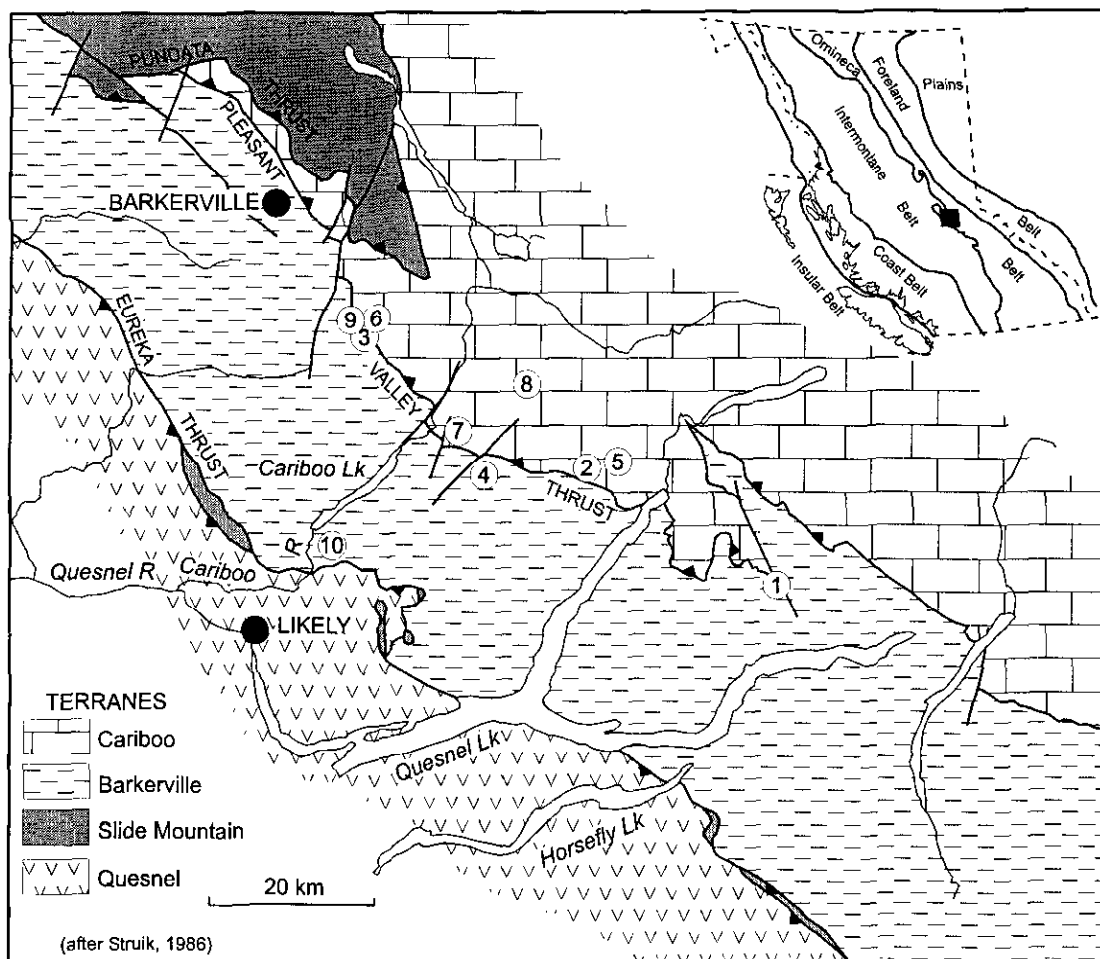 PUNDATA
THRUST
PLEASANT
BARKERVILLE
EUREKA
THRUST
9 6
3
VALLEY
8
7
4
2 5
THRUST
Cariboo Lk
R
10
1
Quesnel R Cariboo
LIKELY
Quesnel Lk
Horsefly Lk
TERRANES
Cariboo
Barkerville
Slide Mountain
Quesnel
20 km
(after Struik, 1986)
Omineca
Foreland
Plains
Intermontane
Belt
Belt
Belt
Coast Belt
Insular Belt